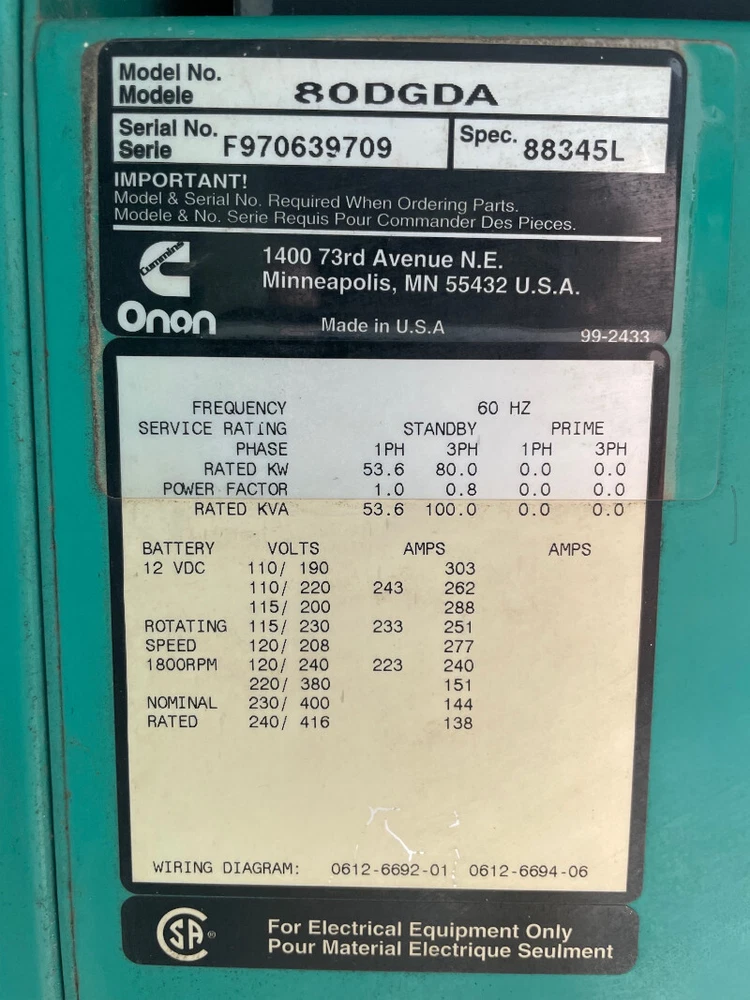 Model No.
Modele 80DGDA
Serial No.
Serie F970639709 Spec. 88345L
IMPORTANT!
Model & Serial No. Required When Ordering Parts.
Modele & No. Serie Requis Pour Commander Des Pieces.
Cummins
Onan
1400 73rd Avenue N.E.
Minneapolis, MN 55432 U.S.A.
Made in U.S.A
99-2433
FREQUENCY 60 HZ
SERVICE RATING STANDBY PRIME
PHASE 1PH 3PH 1PH 3PH
RATED KW 53.6 80.0 0.0 0.0
POWER FACTOR 1.0 0.8 0.0 0.0
RATED KVA 53.6 100.0 0.0 0.0
BATTERY VOLTS AMPS AMPS
12 VDC 110/ 190 303
110/ 220 243 262
115/ 200 288
ROTATING 115/ 230 233 251
SPEED 120/ 208 277
1800RPM 120/ 240 223 240
220/ 380 151
NOMINAL 230/ 400 144
RATED 240/ 416 138
WIRING DIAGRAM: 0612-6692-01 0612-6694-06
SA ®
For Electrical Equipment Only
Pour Material Electrique Seulment